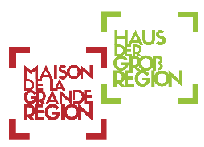 MAISON
DE LA
GRANDE
RÉGION
HAUS
DER
GROẞ
REGION